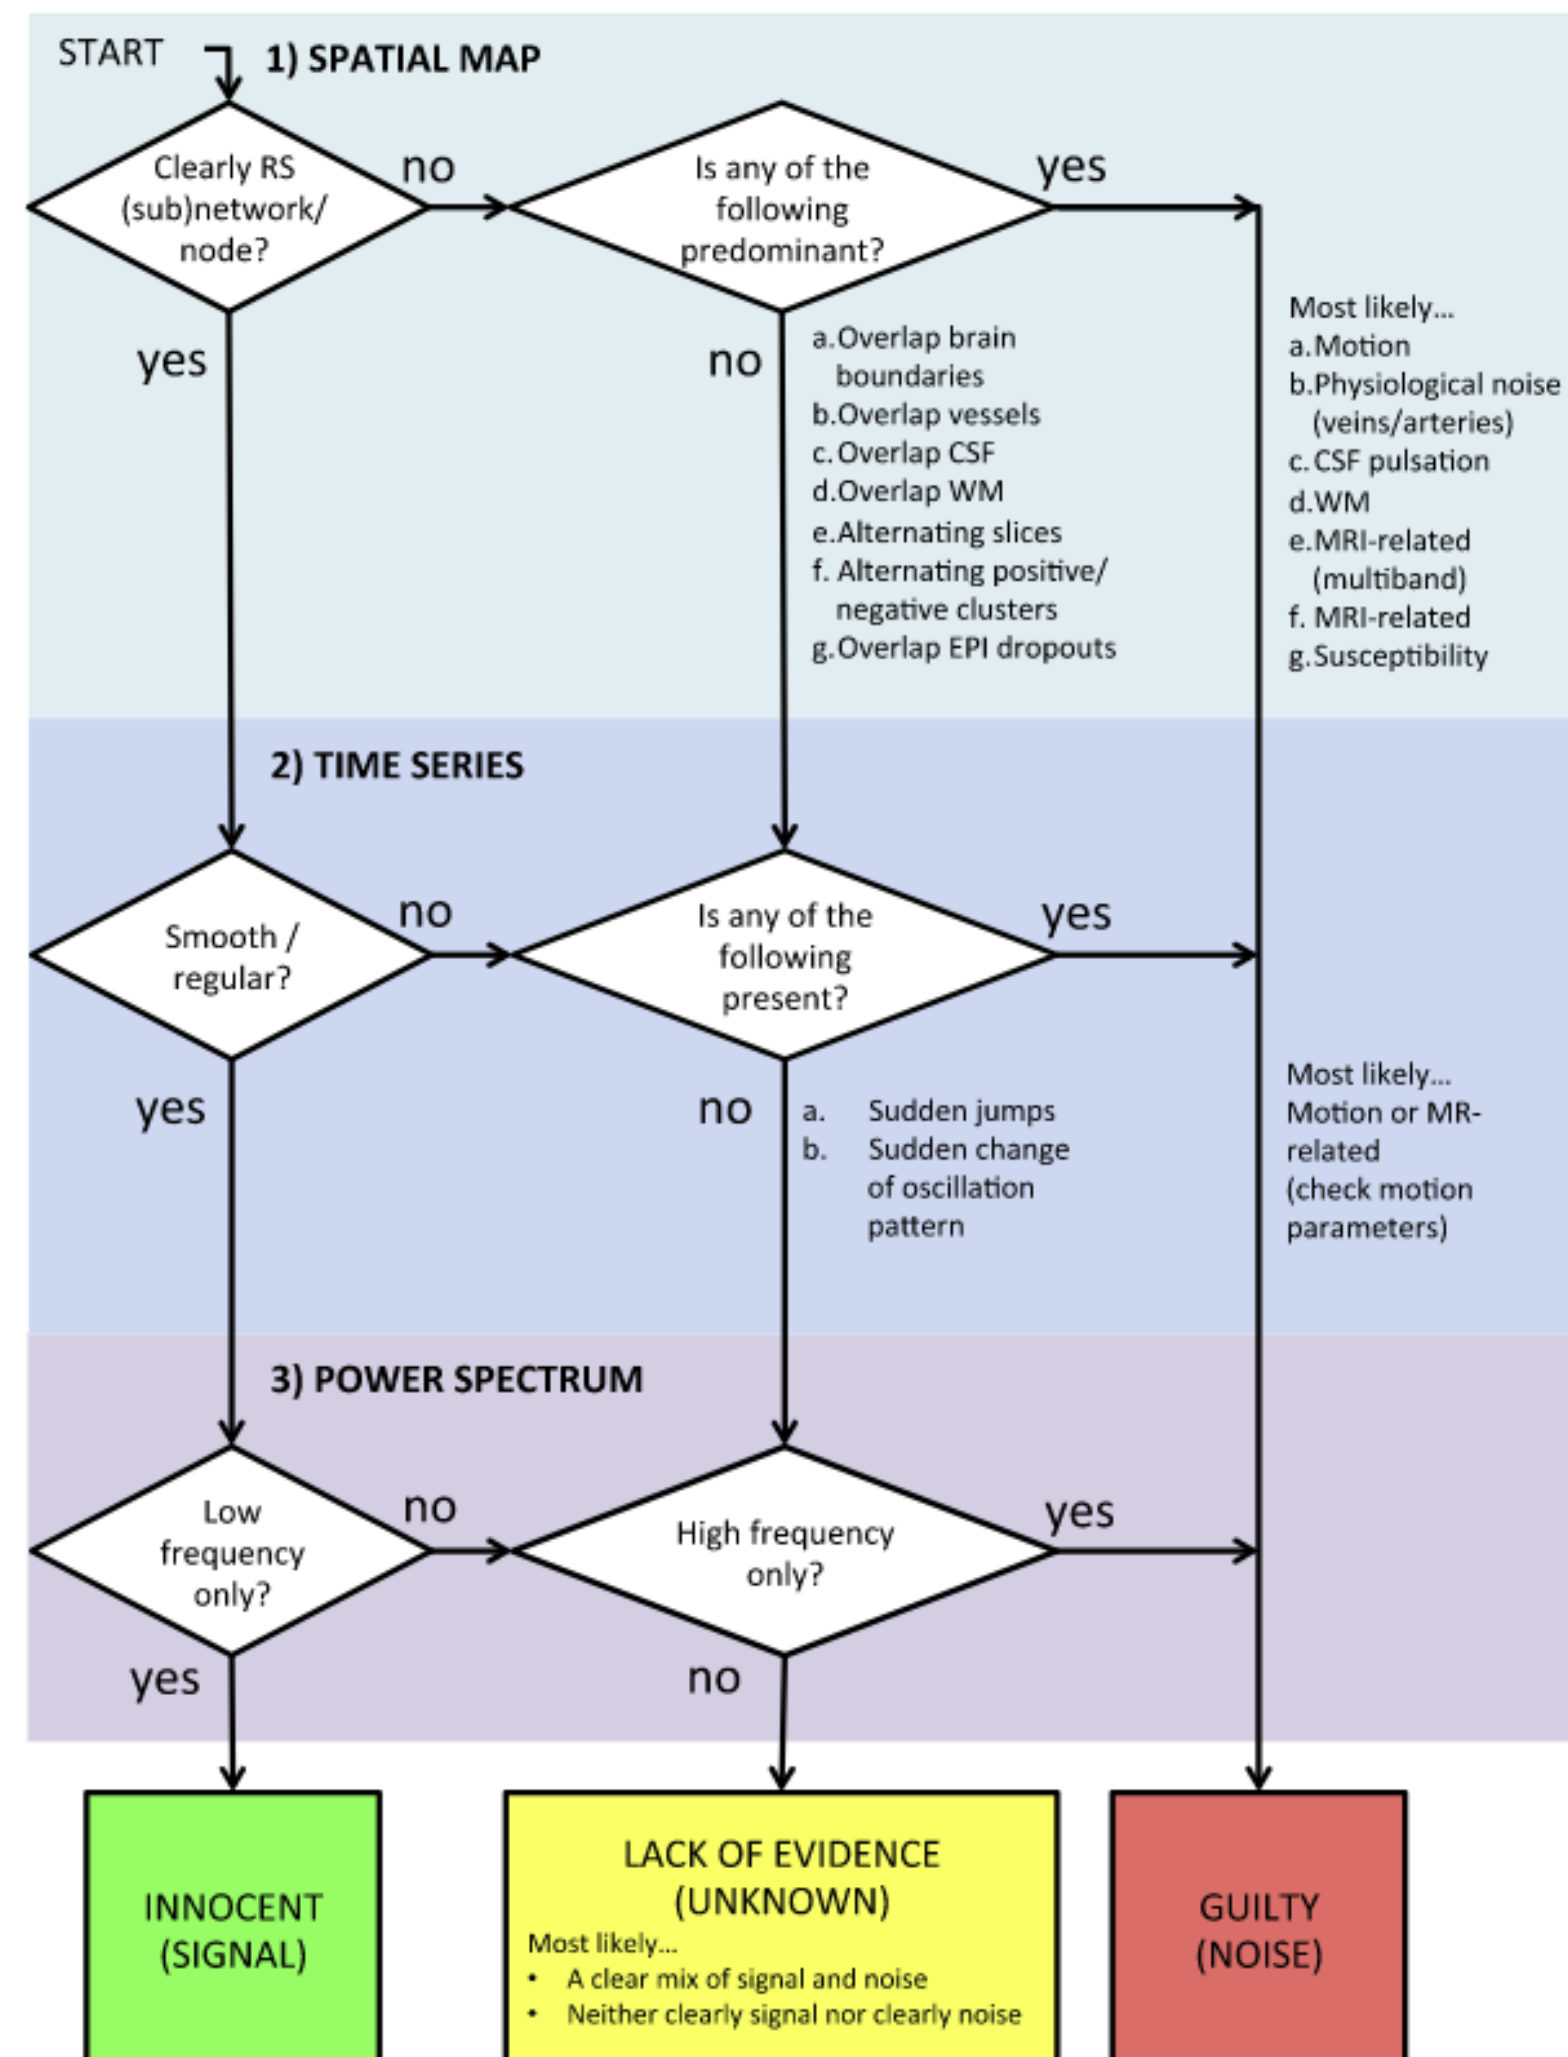 START
1) SPATIAL MAP
Clearly RS
(sub)network/
node?
no
Is any of the
following
predominant?
yes
yes
no
a.Overlap brain
boundaries
b.Overlap vessels
c.Overlap CSF
d.Overlap WM
e.Alternating slices
f. Alternating positive/
negative clusters
g.Overlap EPI dropouts
Most likely...
a.Motion
b.Physiological noise
(veins/arteries)
c. CSF pulsation
d.WM
e.MRI-related
(multiband)
f. MRI-related
g.Susceptibility
2) TIME SERIES
Smooth /
regular?
no
Is any of the
following
present?
yes
yes
no
a. Sudden jumps
b. Sudden change
of oscillation
pattern
Most likely...
Motion or MR-
related
(check motion
parameters)
3) POWER SPECTRUM
Low
frequency
only?
no
High frequency
only?
yes
yes
no
INNOCENT
(SIGNAL)
LACK OF EVIDENCE
(UNKNOWN)
Most likely...
• A clear mix of signal and noise
• Neither clearly signal nor clearly noise
GUILTY
(NOISE)